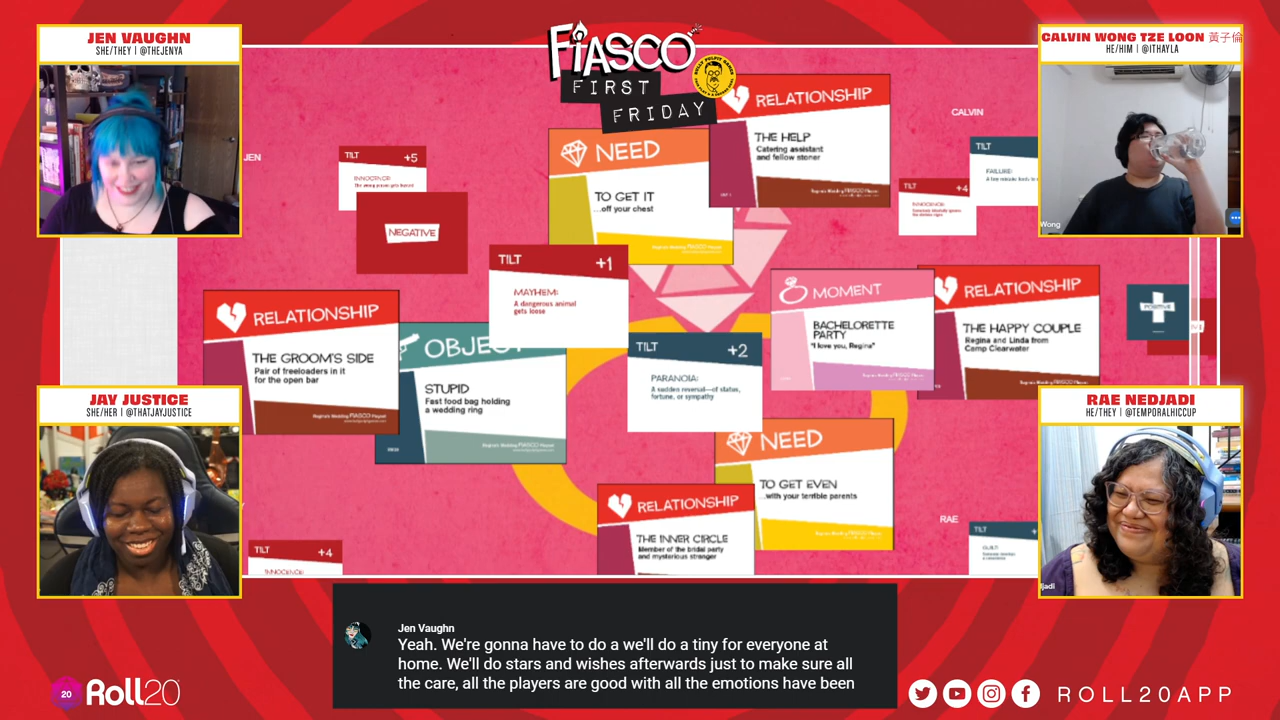 JEN VAUGHN
SHE/THEY | @THEJENYA
FIASCO
FIRST
FRIDAY
CALVIN WONG TZE LOON 黃子倫
HE/HIM | @ITHAYLA
JEN
TILT +5
NEGATIVE
NEED
TO GET IT
...off your chest
RELATIONSHIP
THE HELP
Catering assistant
and fellow stoner
CALVIN
TILT
FAILURE:
TILT +4
INNOCENCE:
Wong
TILT +1
MAYHEM:
A dangerous animal
gets loose
RELATIONSHIP
THE GROOM'S SIDE
Pair of freeloaders in it
for the open bar
OBJECT
STUPID
Fast food bag holding
a wedding ring
TILT +2
PARANOIA:
A sudden reversal—of status,
fortune, or sympathy
MOMENT
BACHELORETTE
PARTY
"I love you, Regina"
RELATIONSHIP
THE HAPPY COUPLE
Regina and Linda from
Camp Clearwater
POSITIVE
JAY JUSTICE
SHE/HER | @THATJAYJUSTICE
RAE NEDJADI
HE/THEY | @TEMPORALHICCUP
NEED
TO GET EVEN
...with your terrible parents
RELATIONSHIP
THE INNER CIRCLE
Member of the bridal party
and mysterious stranger
RAE
TILT
GUILT:
TILT +4
INNOCENCE:
djadi
Jen Vaughn
Yeah. We're gonna have to do a we'll do a tiny for everyone at
home. We'll do stars and wishes afterwards just to make sure all
the care, all the players are good with all the emotions have been
20 Roll20
ROLL20APP